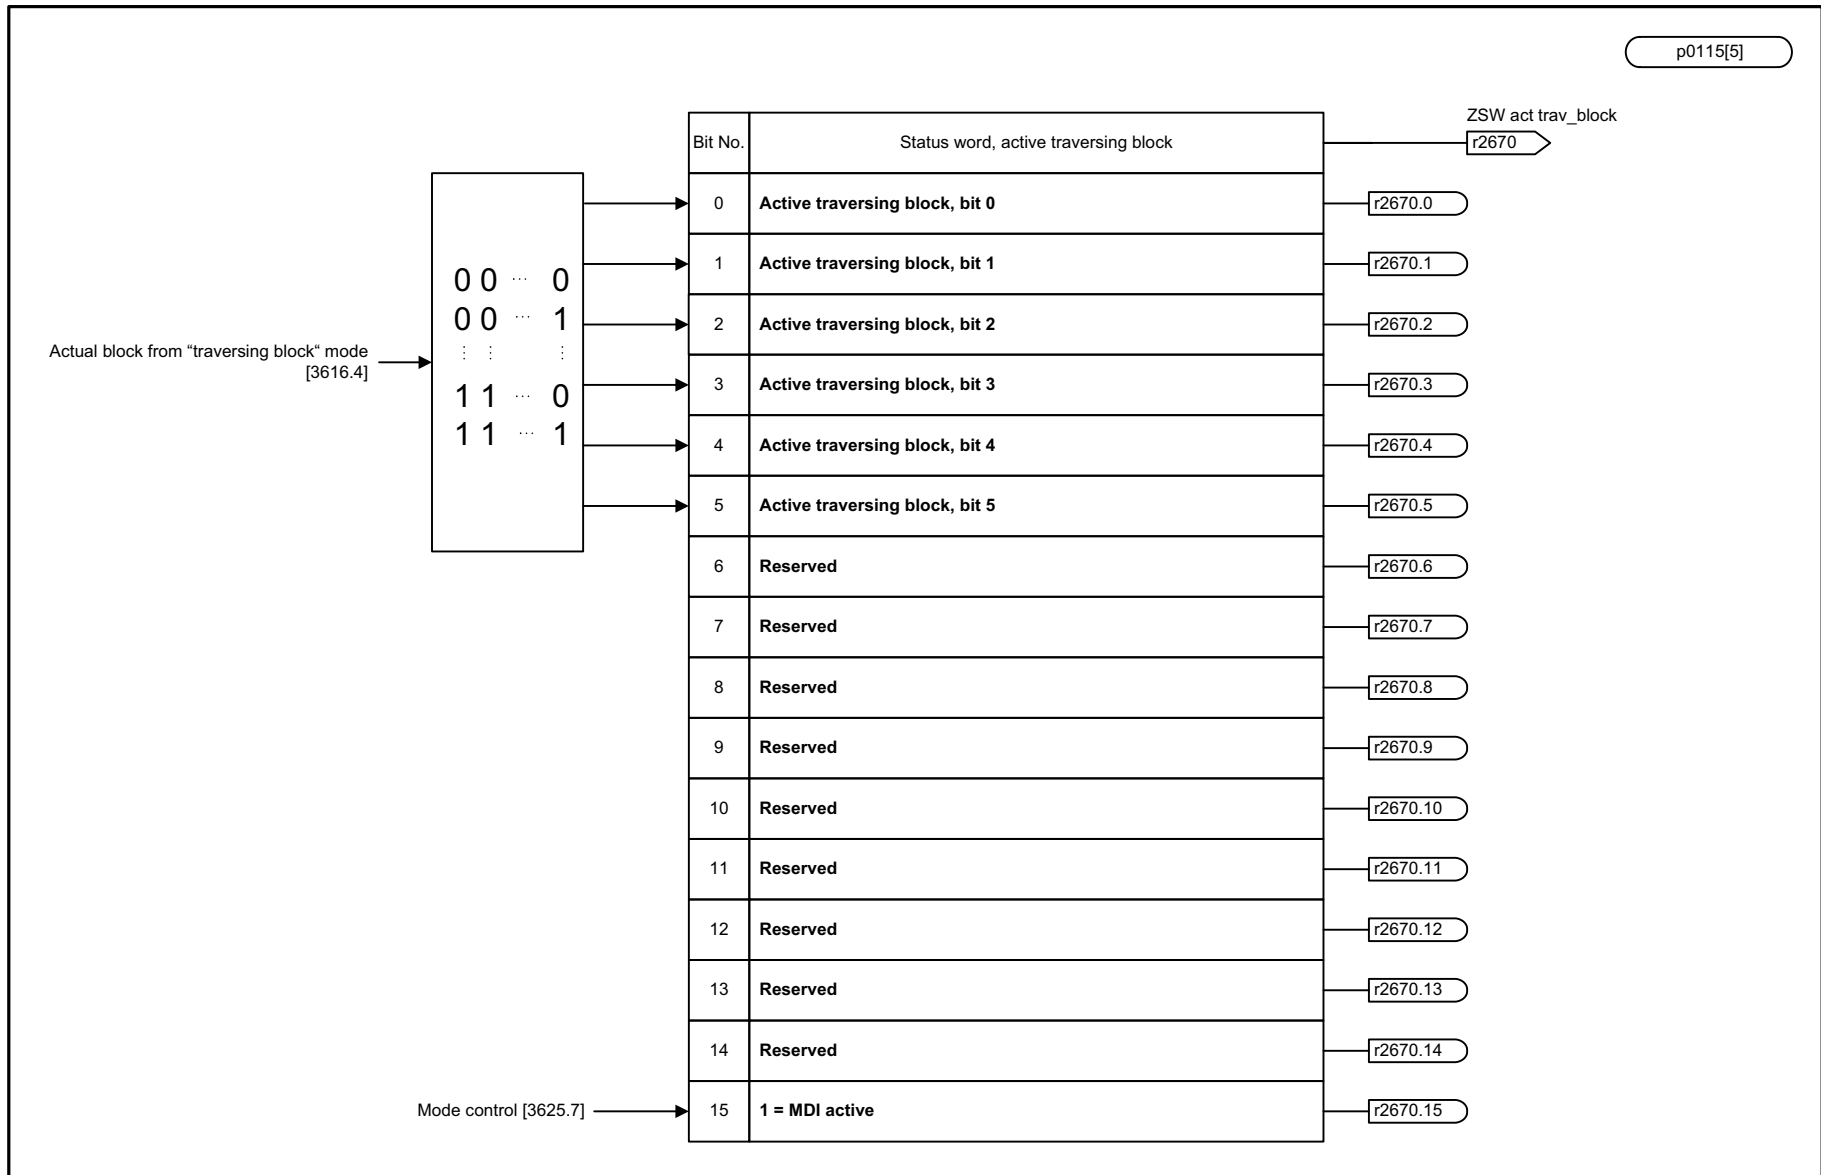 p0115[5]
ZSW act trav_block
Bit No. Status word, active traversing block r2670
0 Active traversing block, bit 0 r2670.0
1 Active traversing block, bit 1 r2670.1
0 0 ... 0
0 0 ... 1
⋮ ⋮ ⋮
1 1 ... 0
1 1 ... 1
2 Active traversing block, bit 2 r2670.2
Actual block from “traversing block“ mode
[3616.4]
3 Active traversing block, bit 3 r2670.3
4 Active traversing block, bit 4 r2670.4
5 Active traversing block, bit 5 r2670.5
6 Reserved r2670.6
7 Reserved r2670.7
8 Reserved r2670.8
9 Reserved r2670.9
10 Reserved r2670.10
11 Reserved r2670.11
12 Reserved r2670.12
13 Reserved r2670.13
14 Reserved r2670.14
Mode control [3625.7] 15 1 = MDI active r2670.15